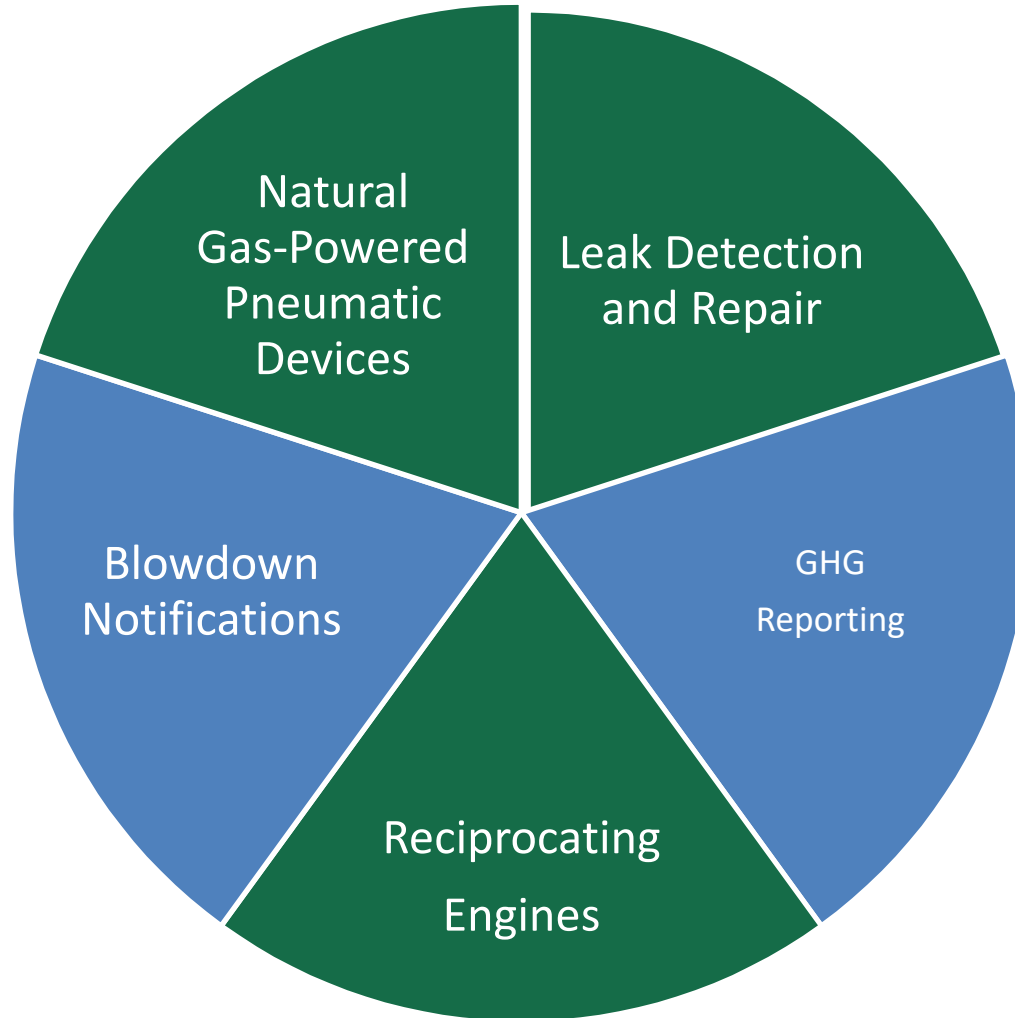 Natural
Gas-Powered
Pneumatic
Devices
Leak Detection
and Repair
Blowdown
Notifications
GHG
Reporting
Reciprocating
Engines